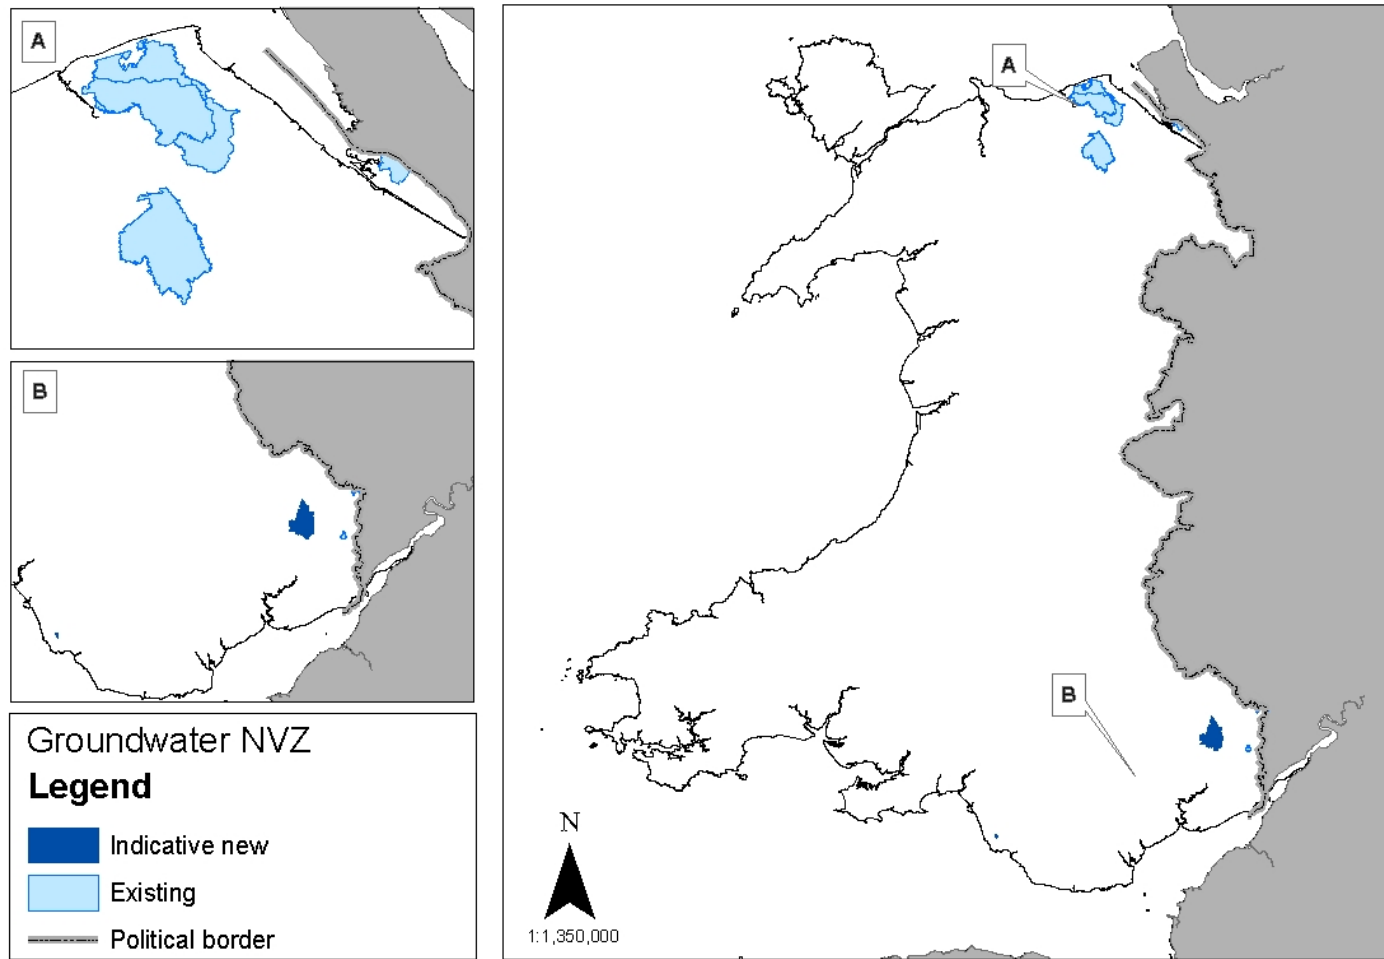 A
B
Groundwater NVZ
Legend
Indicative new
Existing
Political border
A
B
N
1:1,350,000